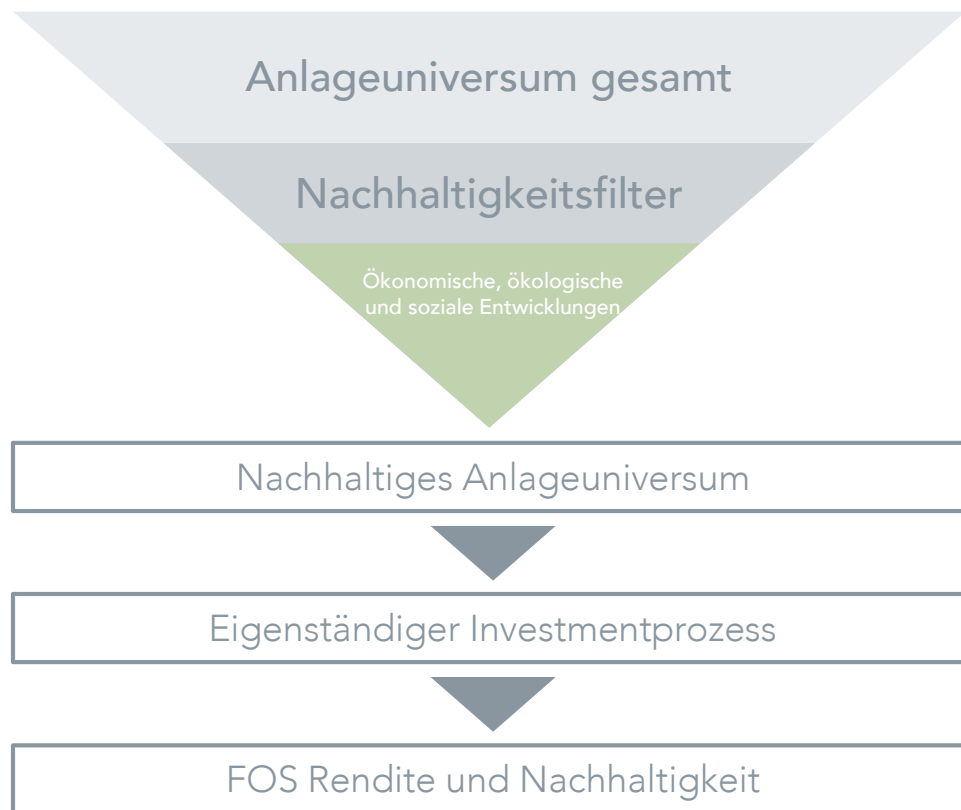 Anlageuniversum gesamt
Nachhaltigkeitsfilter
Ökonomische, ökologische
und soziale Entwicklungen
Nachhaltiges Anlageuniversum
Eigenständiger Investmentprozess
FOS Rendite und Nachhaltigkeit